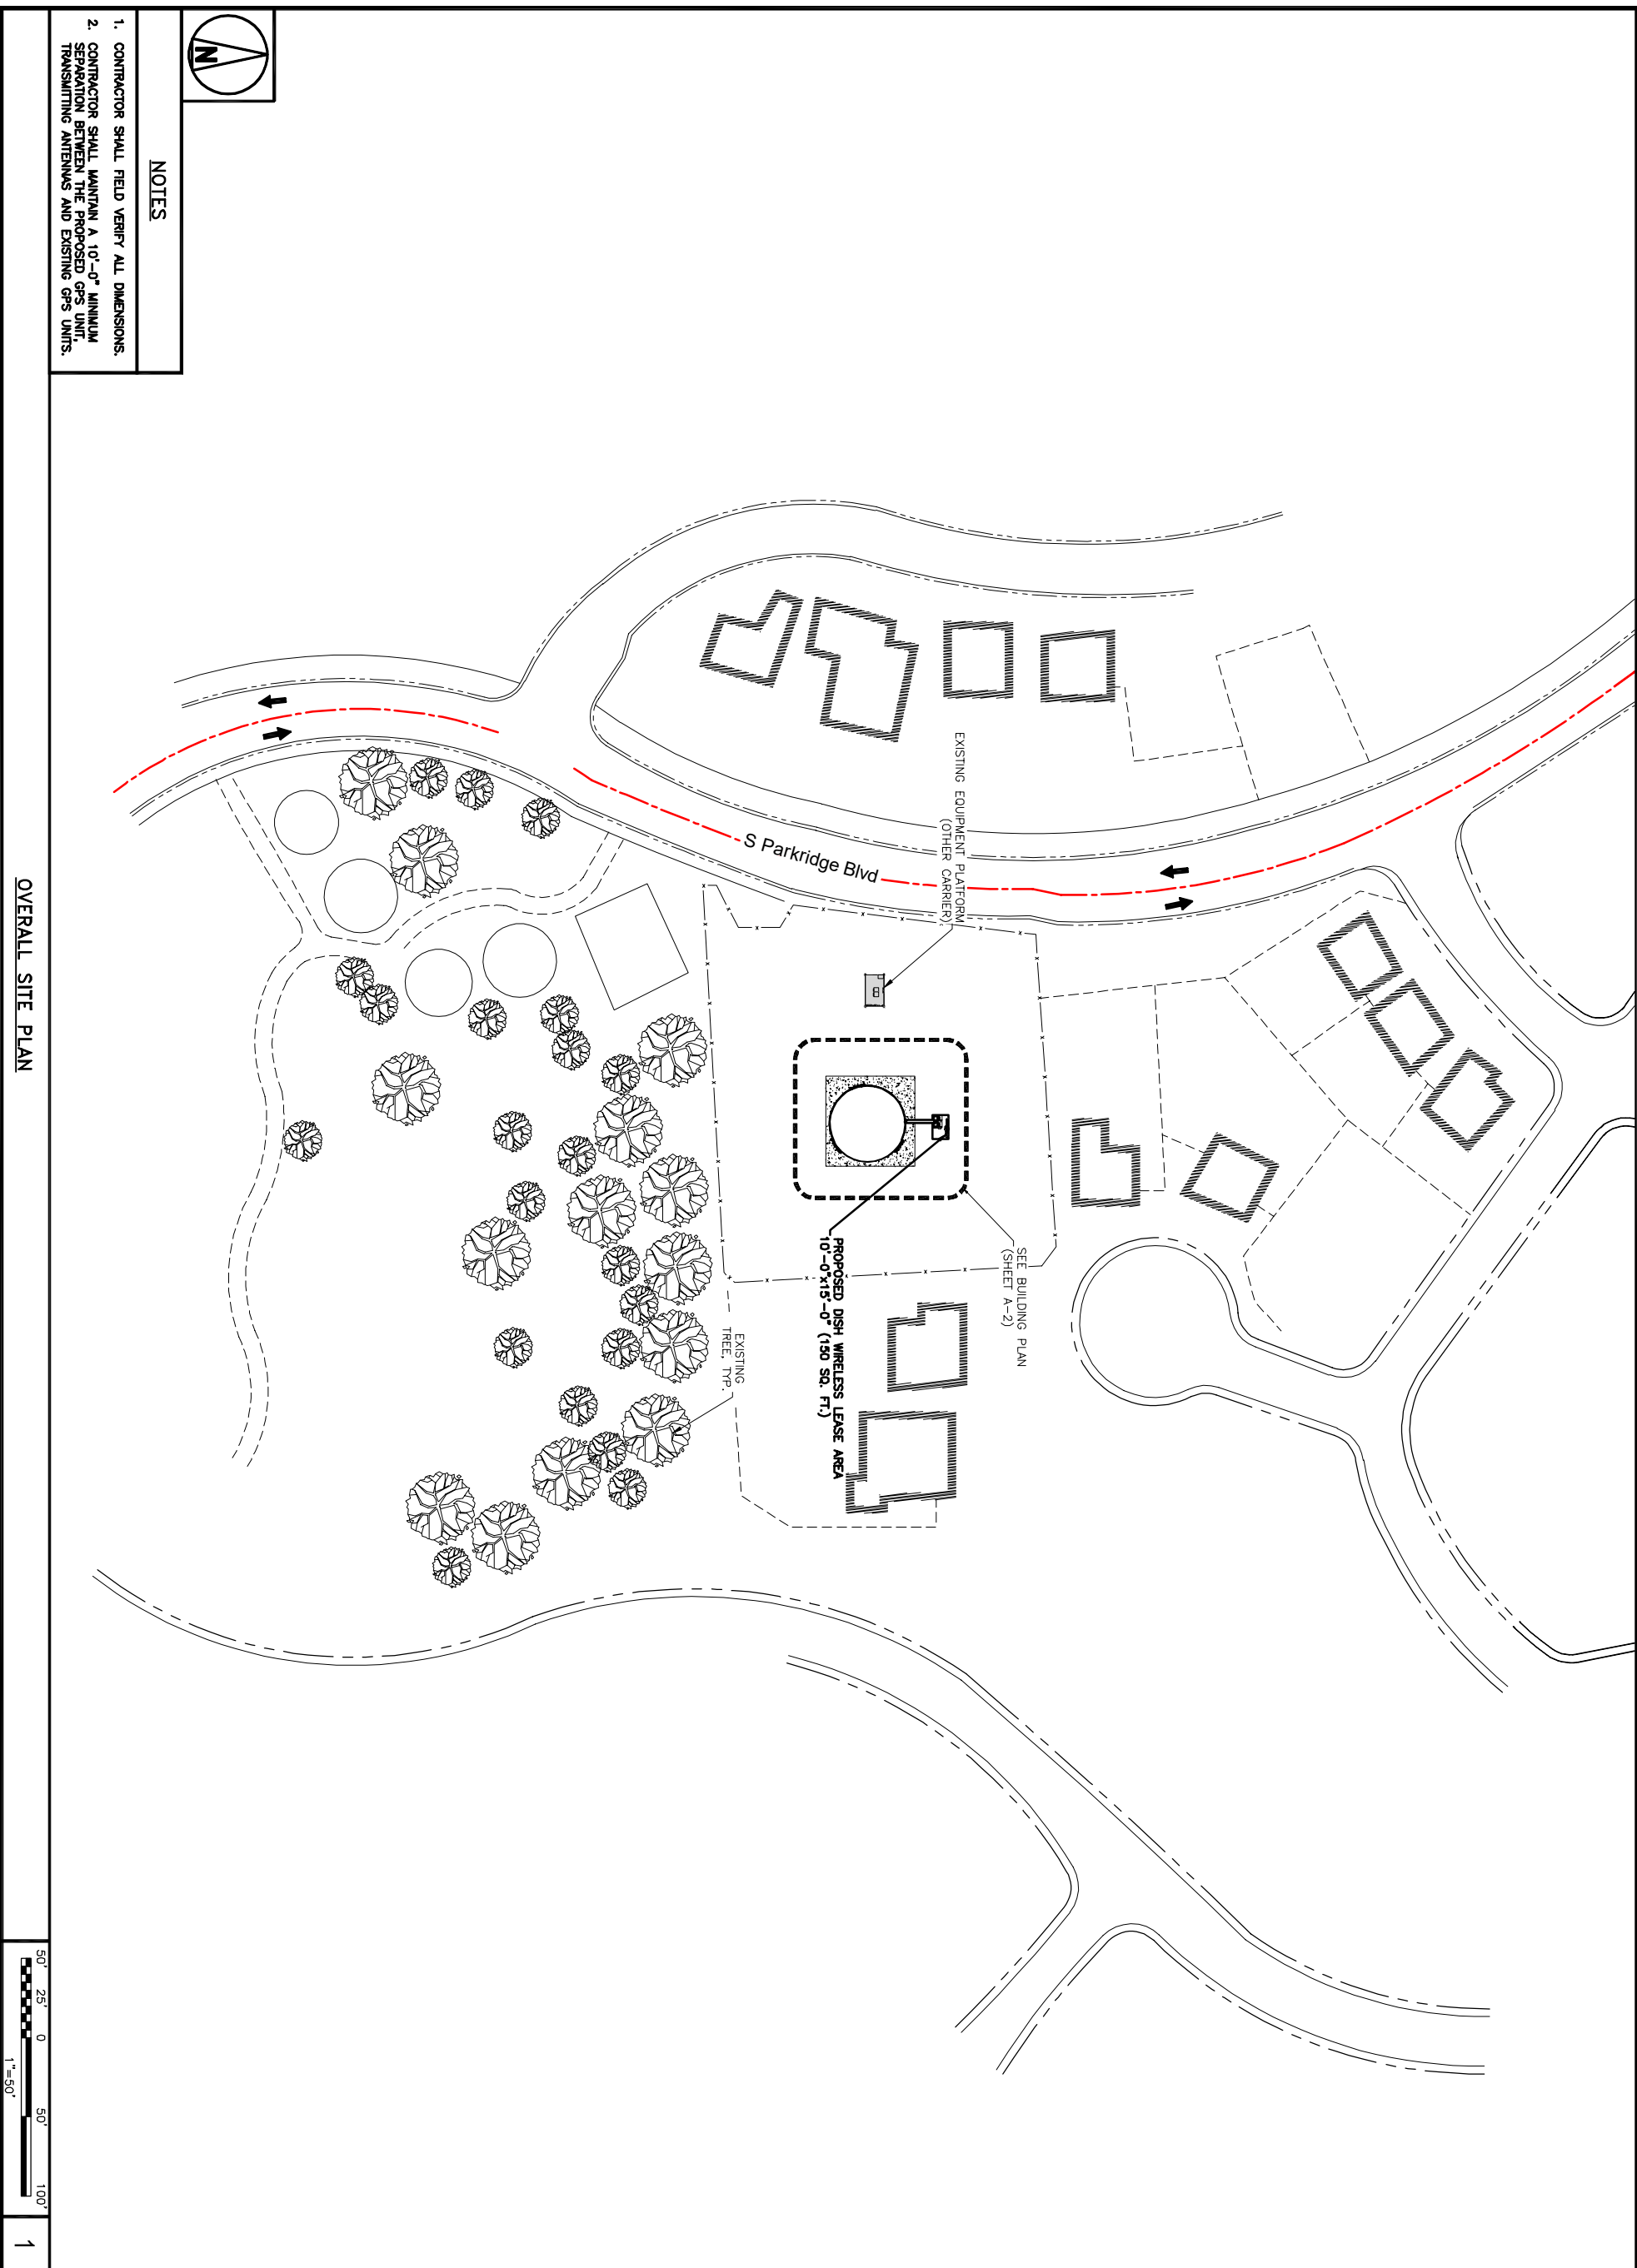 N
NOTES
1. CONTRACTOR SHALL FIELD VERIFY ALL DIMENSIONS.
2. CONTRACTOR SHALL MAINTAIN A 10'-0" MINIMUM
SEPARATION BETWEEN THE PROPOSED GPS UNIT,
TRANSMITTING ANTENNAS AND EXISTING GPS UNITS.
S Parkridge Blvd
EXISTING EQUIPMENT PLATFORM
(OTHER CARRIER)
SEE BUILDING PLAN
(SHEET A-2)
PROPOSED DISH WIRELESS LEASE AREA
10'-0"x15'-0" (150 SQ. FT.)
EXISTING
TREE, TYP.
OVERALL SITE PLAN
50' 25' 0 50' 100'
1"=50'
1